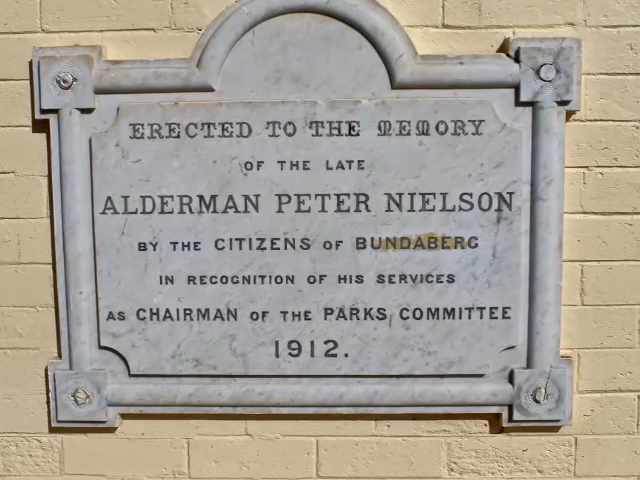 ERECTED TO THE MEMORY
OF THE LATE
ALDERMAN PETER NIELSON
BY THE CITIZENS OF BUNDABERG
IN RECOGNITION OF HIS SERVICES
AS CHAIRMAN OF THE PARKS COMMITTEE
1912.